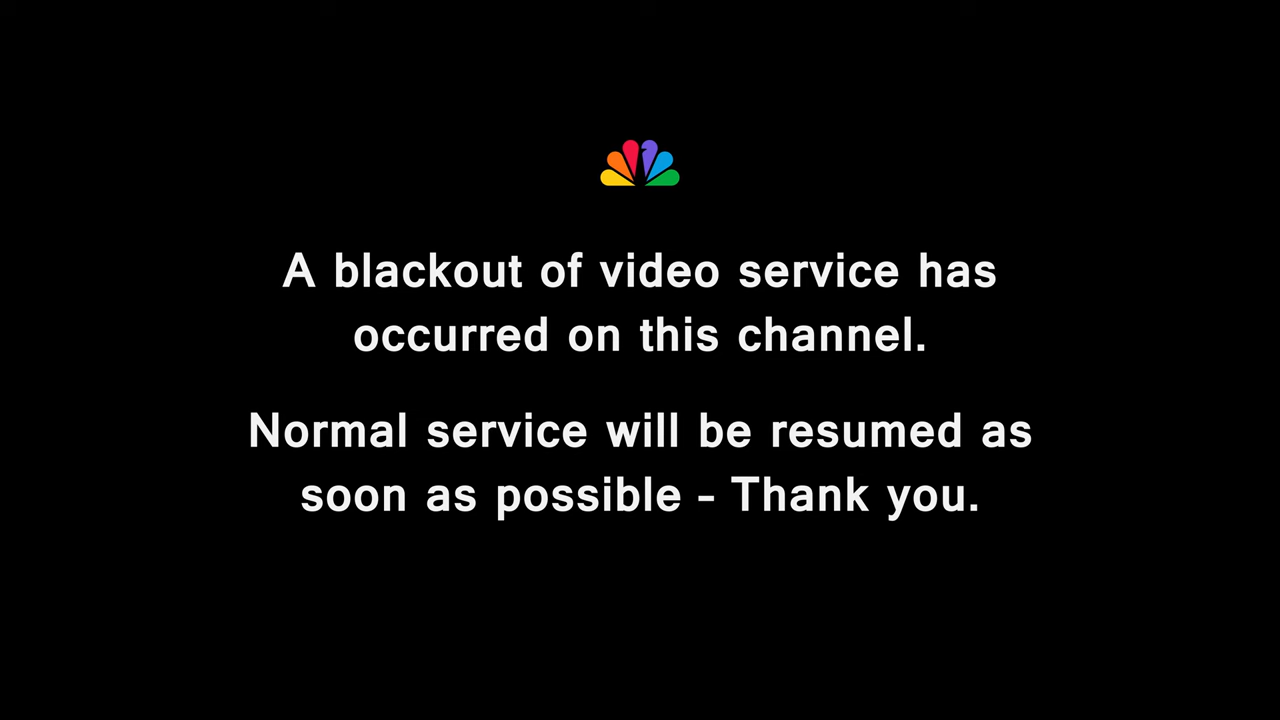 A blackout of video service has
occurred on this channel.
Normal service will be resumed as
soon as possible - Thank you.